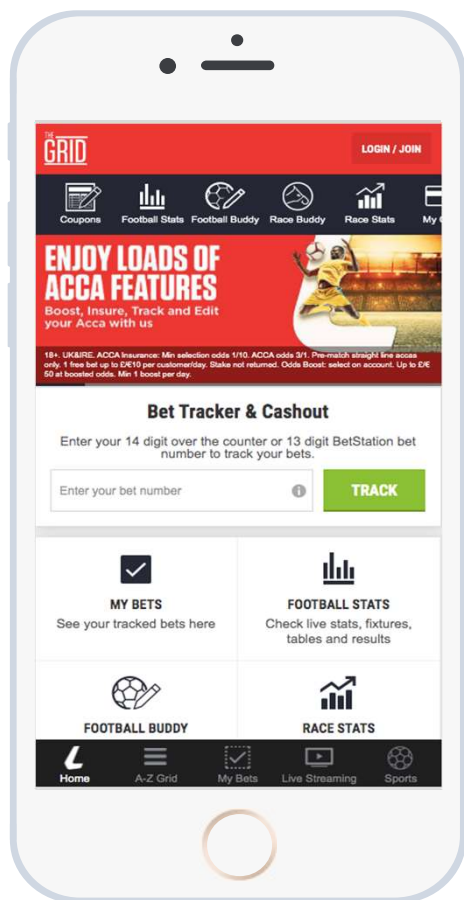 THE
GRID
LOGIN / JOIN
Coupons Football Stats Football Buddy Race Buddy Race Stats My
ENJOY LOADS OF
ACCA FEATURES
Boost, Insure, Track and Edit
your Acca with us
18+. UK&IRE. ACCA Insurance: Min selection odds 1/10. ACCA odds 3/1. Pre-match straight line accas
only. 1 free bet up to £/€10 per customer/day. Stake not returned. Odds Boost: select on account. Up to £/€
50 at boosted odds. Min 1 boost per day.
Bet Tracker & Cashout
Enter your 14 digit over the counter or 13 digit BetStation bet
number to track your bets.
Enter your bet number
TRACK
MY BETS
See your tracked bets here
FOOTBALL STATS
Check live stats, fixtures,
tables and results
FOOTBALL BUDDY
RACE STATS
Home A-Z Grid My Bets Live Streaming Sports